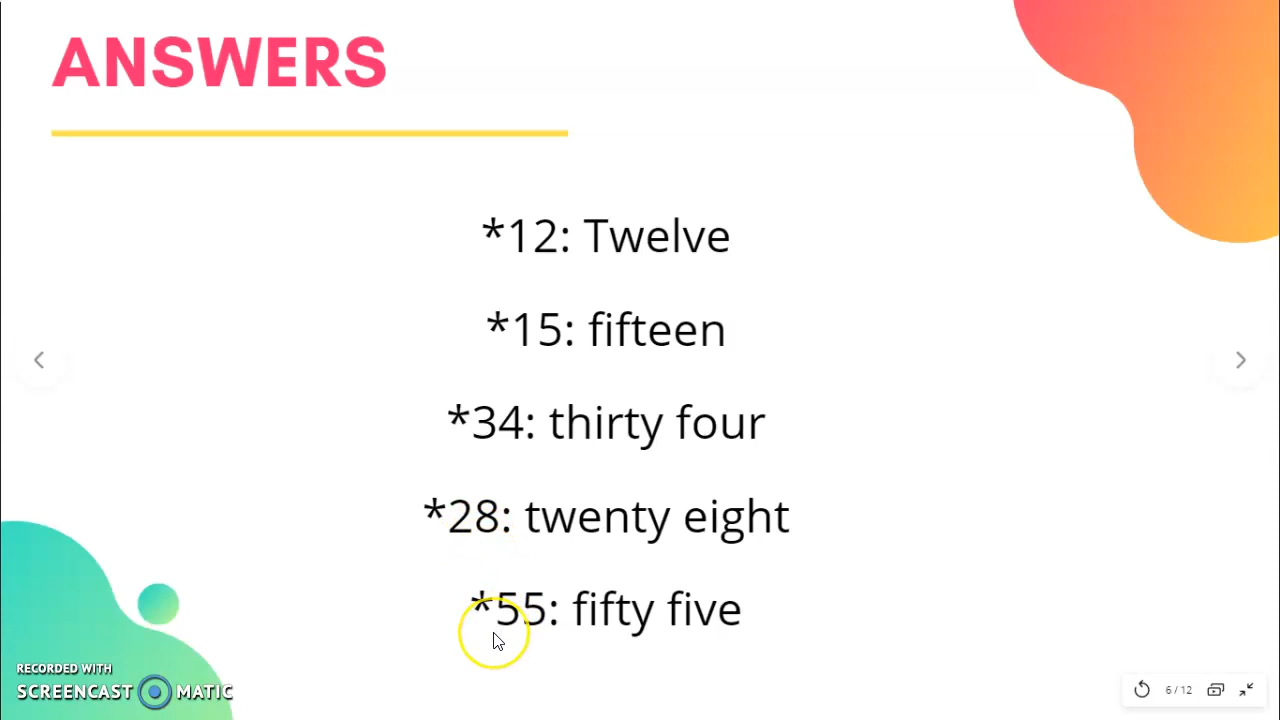 ANSWERS
*12: Twelve
*15: fifteen
*34: thirty four
*28: twenty eight
*55: fifty five
RECORDED WITH
SCREENCAST MATIC
6 / 12